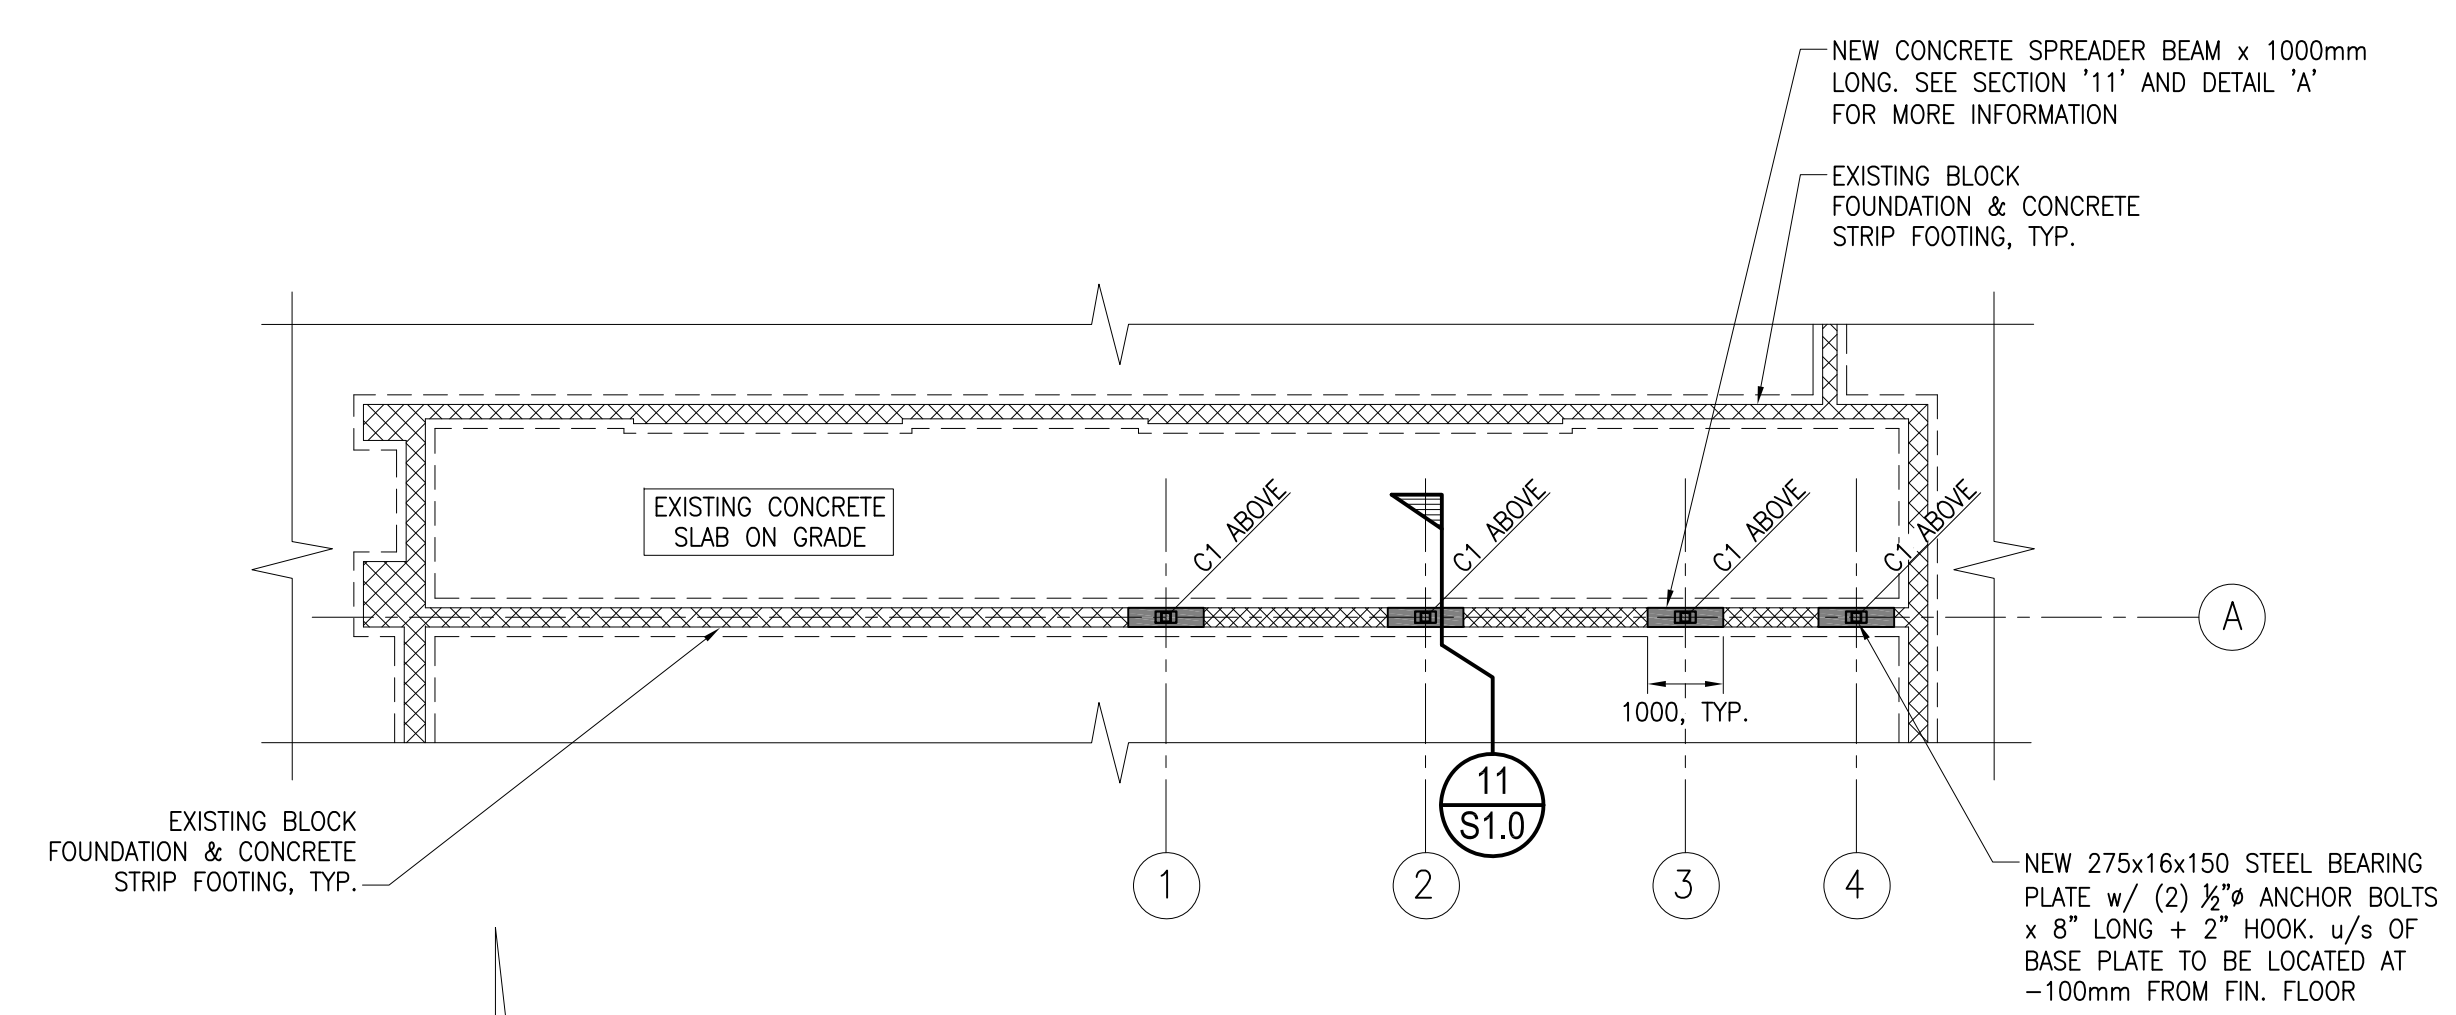 NEW CONCRETE SPREADER BEAM x 1000mm
LONG. SEE SECTION '11' AND DETAIL 'A'
FOR MORE INFORMATION
EXISTING BLOCK
FOUNDATION & CONCRETE
STRIP FOOTING, TYP.
EXISTING CONCRETE
SLAB ON GRADE
C1 ABOVE
C1 ABOVE
C1 ABOVE
C1 ABOVE
A
1000, TYP.
11
S1.0
EXISTING BLOCK
FOUNDATION & CONCRETE
STRIP FOOTING, TYP.
1
2
3
4
NEW 275x16x150 STEEL BEARING
PLATE w/ (2) ½"ø ANCHOR BOLTS
x 8" LONG + 2" HOOK. u/s OF
BASE PLATE TO BE LOCATED AT
-100mm FROM FIN. FLOOR